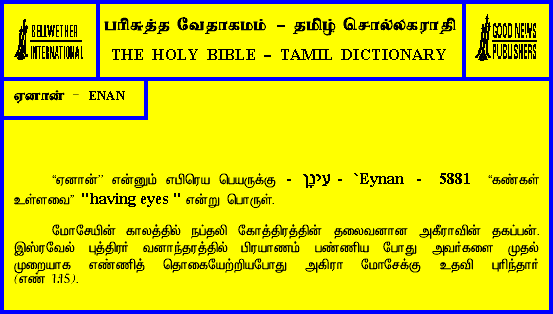 BELLWETHER
INTERNATIONAL
பரிசுத்த வேதாகமம் – தமிழ் சொல்லகராதி
THE HOLY BIBLE – TAMIL DICTIONARY
GOOD NEWS
PUBLISHERS
ஏனான் – ENAN
“ஏனான்” என்னும் எபிரெய பெயருக்கு - עינן - `Eynan - 5881 “கண்கள்
உள்ளவை” "having eyes " என்று பொருள்.
மோசேயின் காலத்தில் நப்தலி கோத்திரத்தின் தலைவனான அகீராவின் தகப்பன்.
இஸ்ரவேல் புத்திரர் வனாந்தரத்தில் பிரயாணம் பண்ணிய போது அவர்களை முதல்
முறையாக எண்ணித் தொகையேற்றியபோது அகிரா மோசேக்கு உதவி புரிந்தார்
(எண் 1:15).